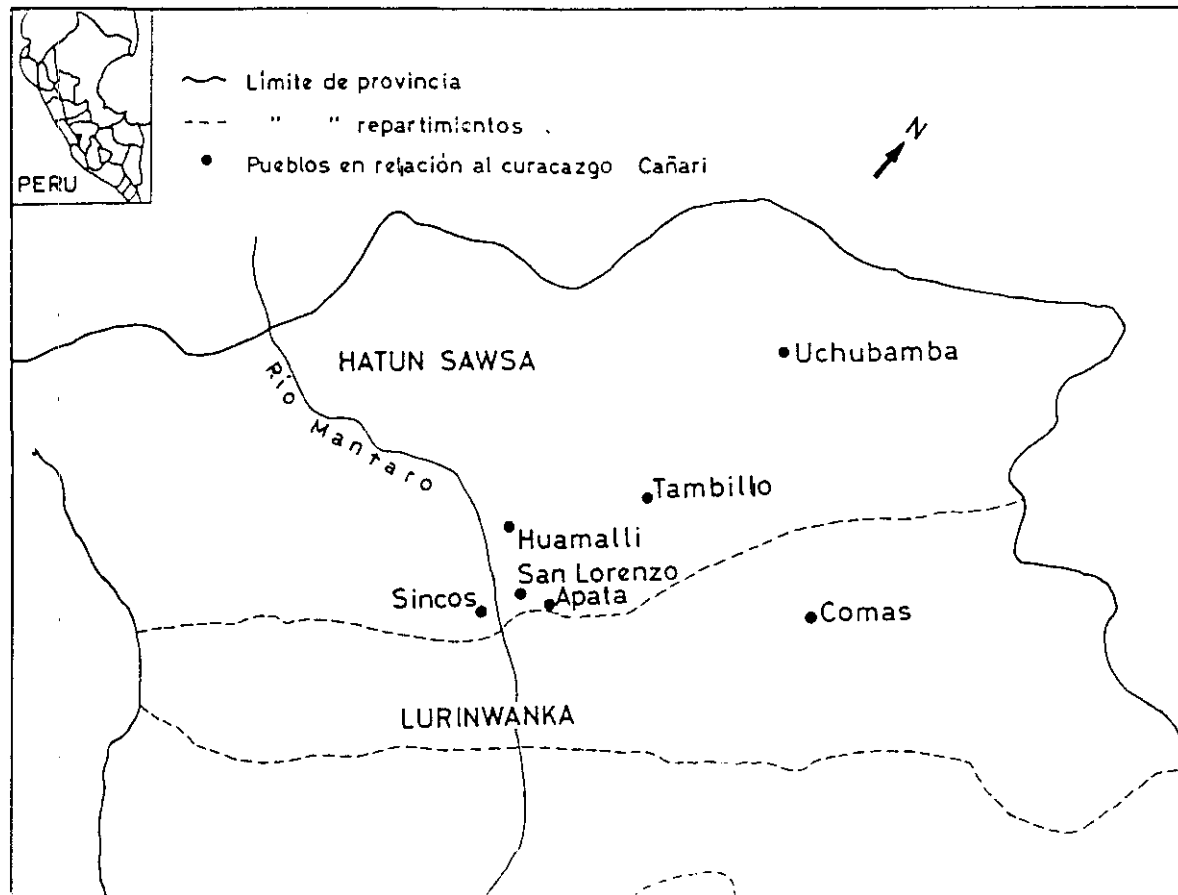 PERU
Límite de provincia
" " repartimientos
Pueblos en relación al curacazgo Cañari
N
HATUN SAWSA
Uchubamba
Río Mantaro
Tambillo
Huamalli
San Lorenzo
Sincos
Apata
Comas
LURINWANKA